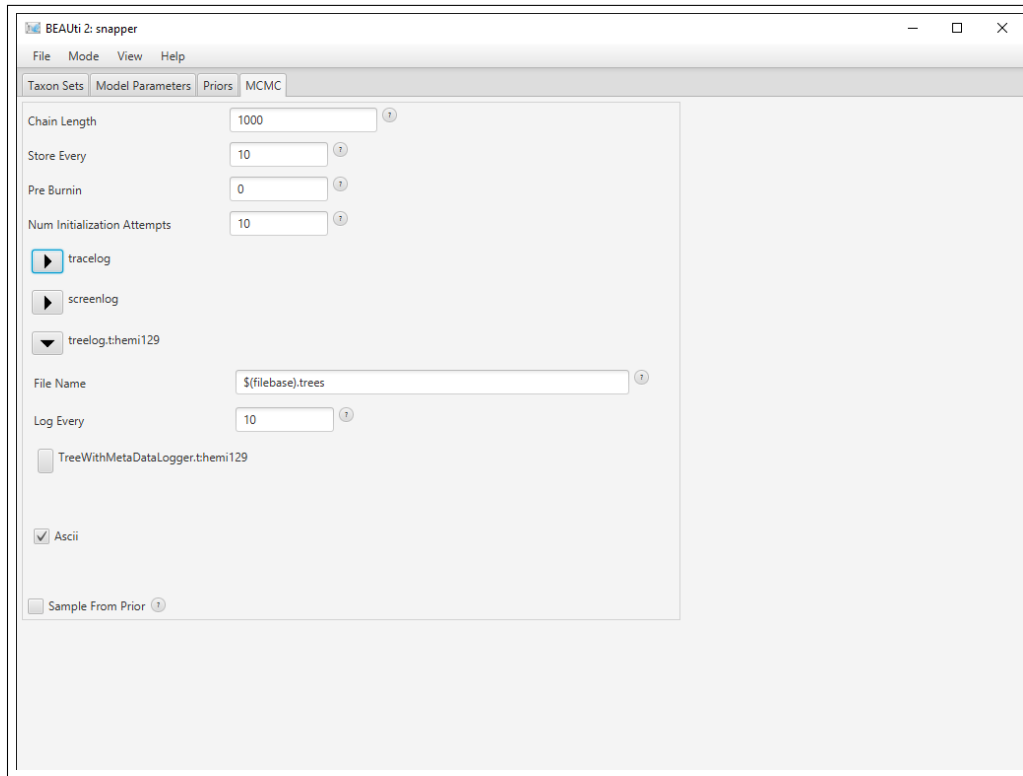 BEAUti 2: snapper
File Mode View Help
Taxon Sets Model Parameters Priors MCMC
Chain Length 1000 ?
Store Every 10 ?
Pre Burnin 0 ?
Num Initialization Attempts 10 ?
tracelog
screenlog
treelog.t:hemi129
File Name $(filebase).trees ?
Log Every 10 ?
TreeWithMetaDataLogger.t:hemi129
Ascii
Sample From Prior ?